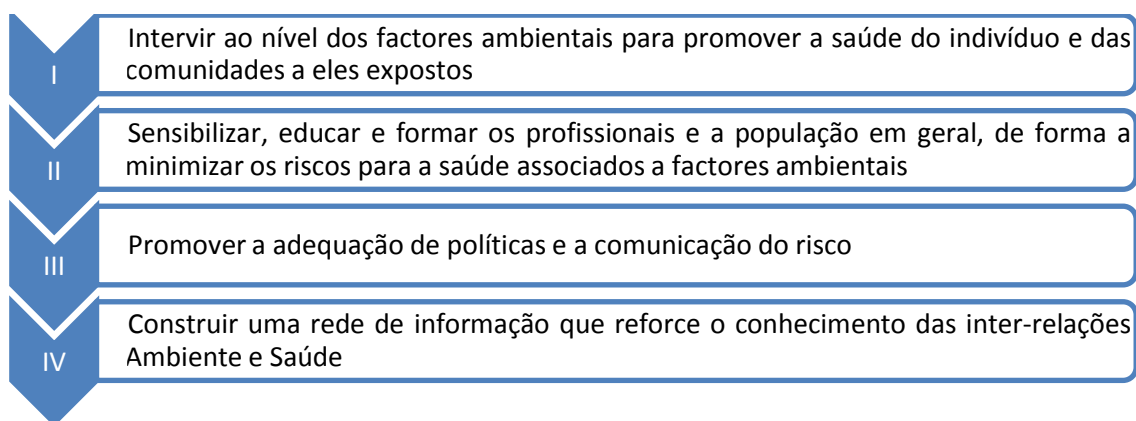 I
Intervir ao nível dos factores ambientais para promover a saúde do indivíduo e das
comunidades a eles expostos
II
Sensibilizar, educar e formar os profissionais e a população em geral, de forma a
minimizar os riscos para a saúde associados a factores ambientais
III
Promover a adequação de políticas e a comunicação do risco
IV
Construir uma rede de informação que reforce o conhecimento das inter-relações
Ambiente e Saúde